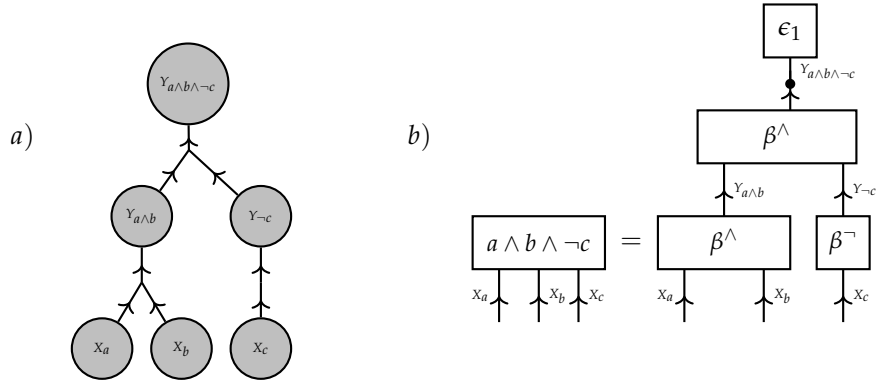 a)
Y_{a∧b∧¬c}
Y_{a∧b}
Y_{¬c}
X_a
X_b
X_c
b)
ϵ_1
Y_{a∧b∧¬c}
β^∧
Y_{a∧b}
Y_{¬c}
a ∧ b ∧ ¬c
=
β^∧
β^¬
X_a
X_b
X_c
X_a
X_b
X_c